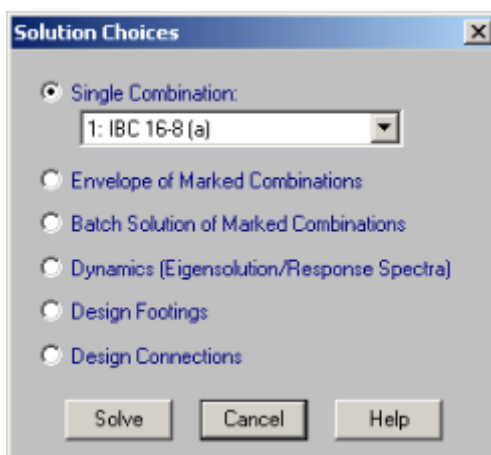 Solution Choices
Single Combination:
1: IBC 16-8 (a)
Envelope of Marked Combinations
Batch Solution of Marked Combinations
Dynamics (Eigensolution/Response Spectra)
Design Footings
Design Connections
Solve Cancel Help